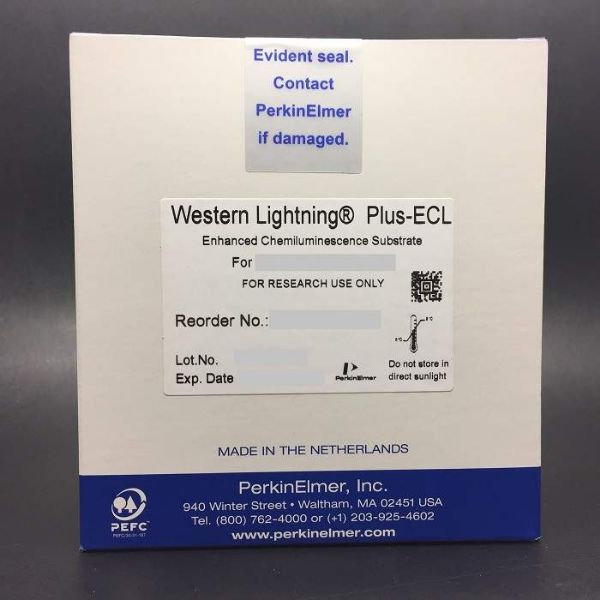 Evident seal.
Contact
PerkinElmer
if damaged.
Western Lightning® Plus-ECL
Enhanced Chemiluminescence Substrate
For
FOR RESEARCH USE ONLY
Reorder No.:
Lot.No.
Exp. Date
PerkinElmer
Do not store in
direct sunlight
MADE IN THE NETHERLANDS
PerkinElmer, Inc.
940 Winter Street • Waltham, MA 02451 USA
Tel. (800) 762-4000 or (+1) 203-925-4602
www.perkinelmer.com
PEFC™